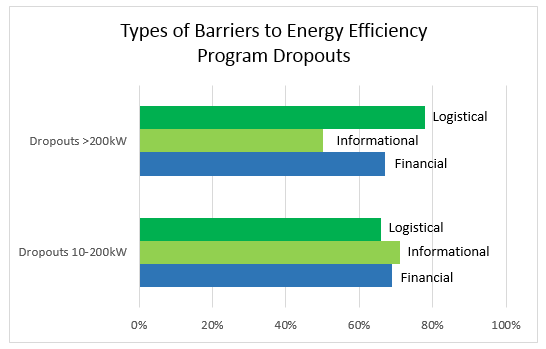 Types of Barriers to Energy Efficiency
Program Dropouts
Logistical
Dropouts >200kW
Informational
Financial
Logistical
Dropouts 10-200kW
Informational
Financial
0%
20%
40%
60%
80%
100%